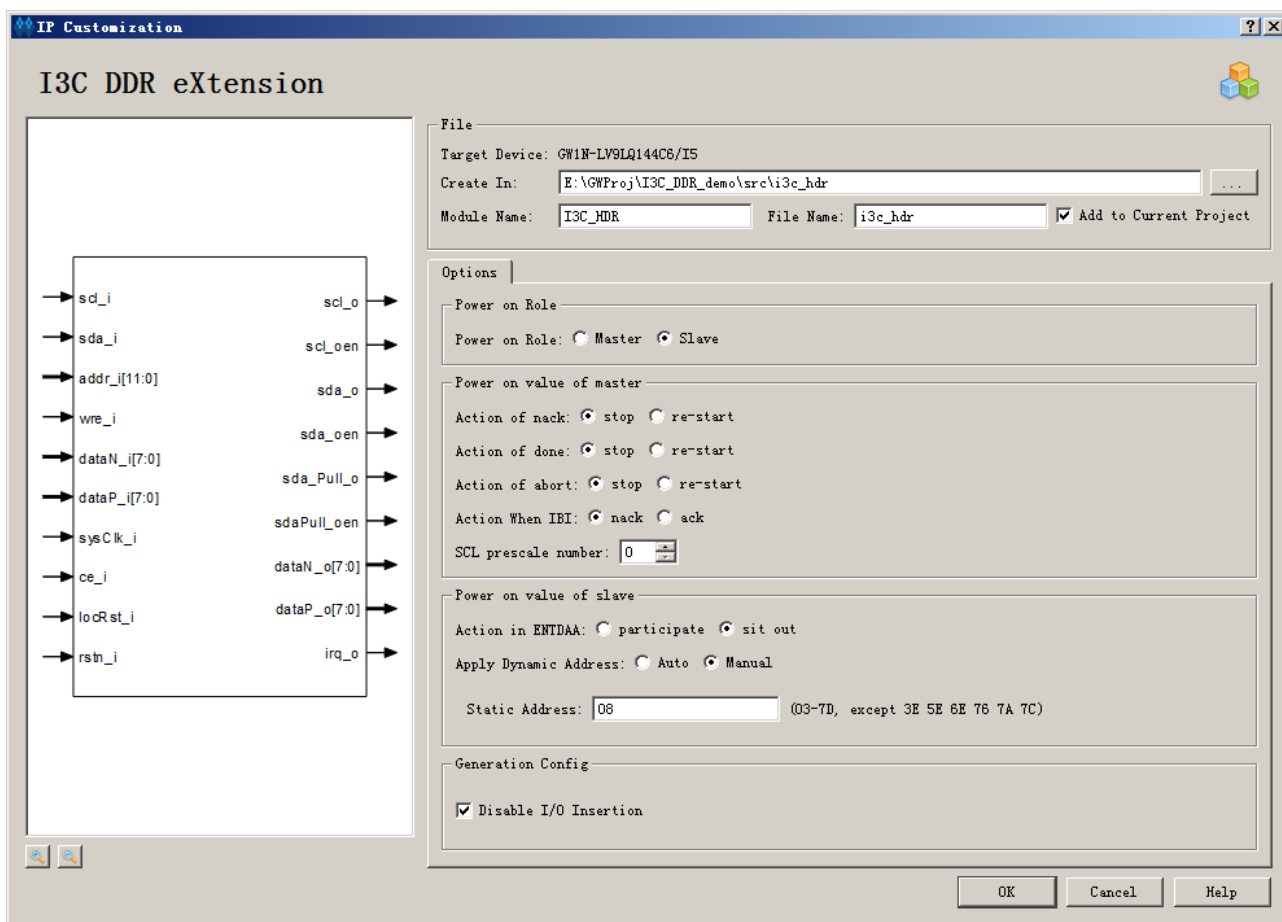 IP Customization
I3C DDR eXtension
scl_i
sda_i
addr_i[11:0]
wre_i
dataN_i[7:0]
dataP_i[7:0]
sysClk_i
ce_i
locRst_i
rstn_i
scl_o
scl_oen
sda_o
sda_oen
sda_Pull_o
sdaPull_oen
dataN_o[7:0]
dataP_o[7:0]
irq_o
File
Target Device: GW1N-LV9LQ144C6/I5
Create In: E:\GWProj\I3C_DDR_demo\src\i3c_hdr ...
Module Name: I3C_HDR File Name: i3c_hdr Add to Current Project
Options
Power on Role
Power on Role: Master Slave
Power on value of master
Action of nack: stop re-start
Action of done: stop re-start
Action of abort: stop re-start
Action When IBI: nack ack
SCL prescale number: 0
Power on value of slave
Action in ENTDAA: participate sit out
Apply Dynamic Address: Auto Manual
Static Address: 08 (03-7D, except 3E 5E 6E 76 7A 7C)
Generation Config
Disable I/O Insertion
OK Cancel Help